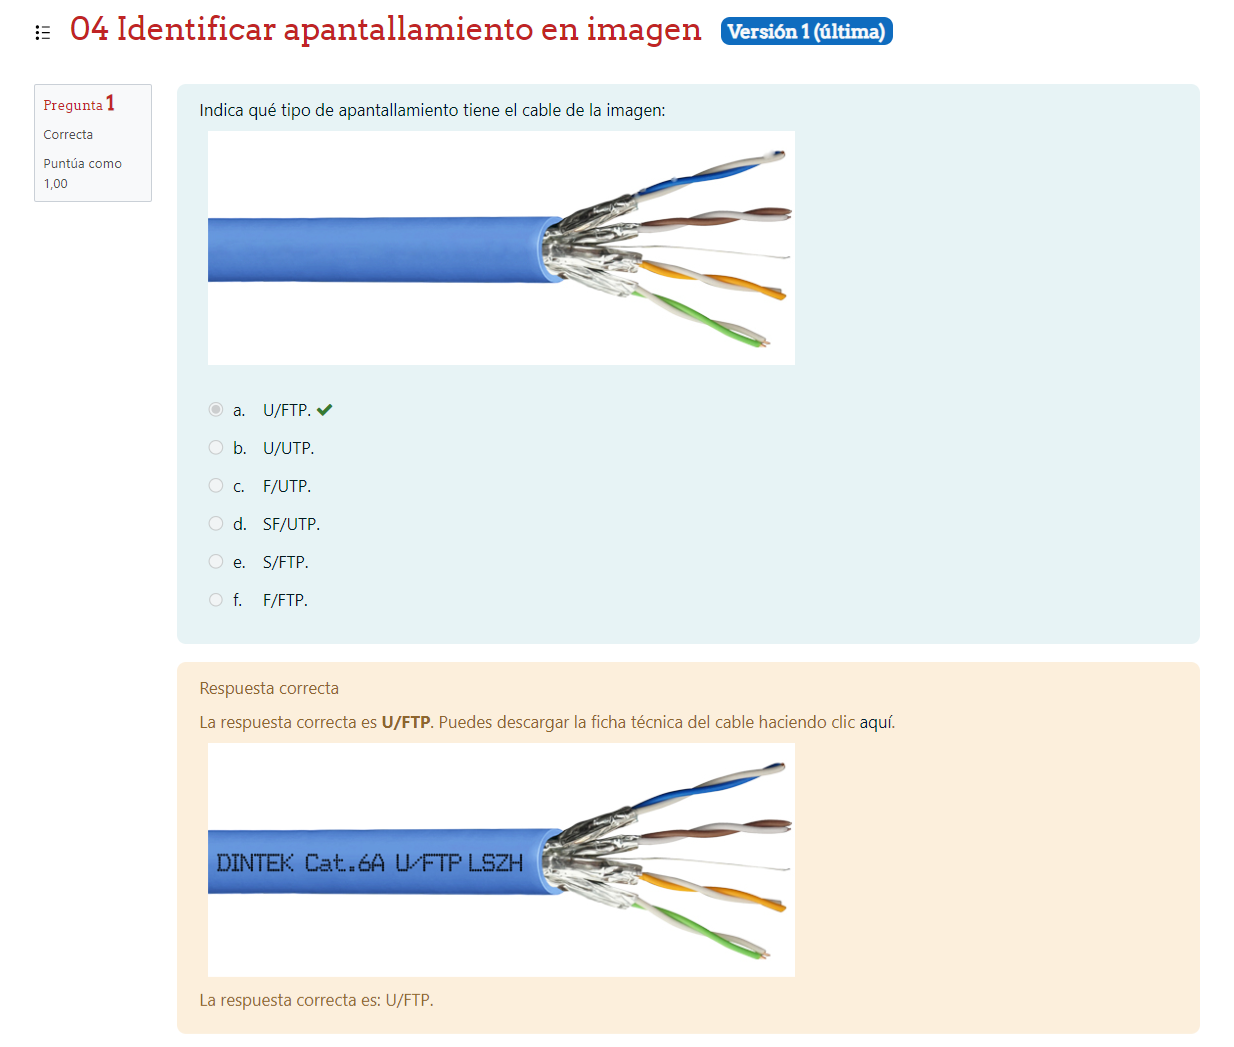 04 Identificar apantallamiento en imagen Versión 1 (última)
Pregunta 1
Correcta
Puntúa como
1,00
Indica qué tipo de apantallamiento tiene el cable de la imagen:
a. U/FTP.
b. U/UTP.
c. F/UTP.
d. SF/UTP.
e. S/FTP.
f. F/FTP.
Respuesta correcta
La respuesta correcta es U/FTP. Puedes descargar la ficha técnica del cable haciendo clic aquí.
DINTEK Cat.6A U/FTP LSZH
La respuesta correcta es: U/FTP.